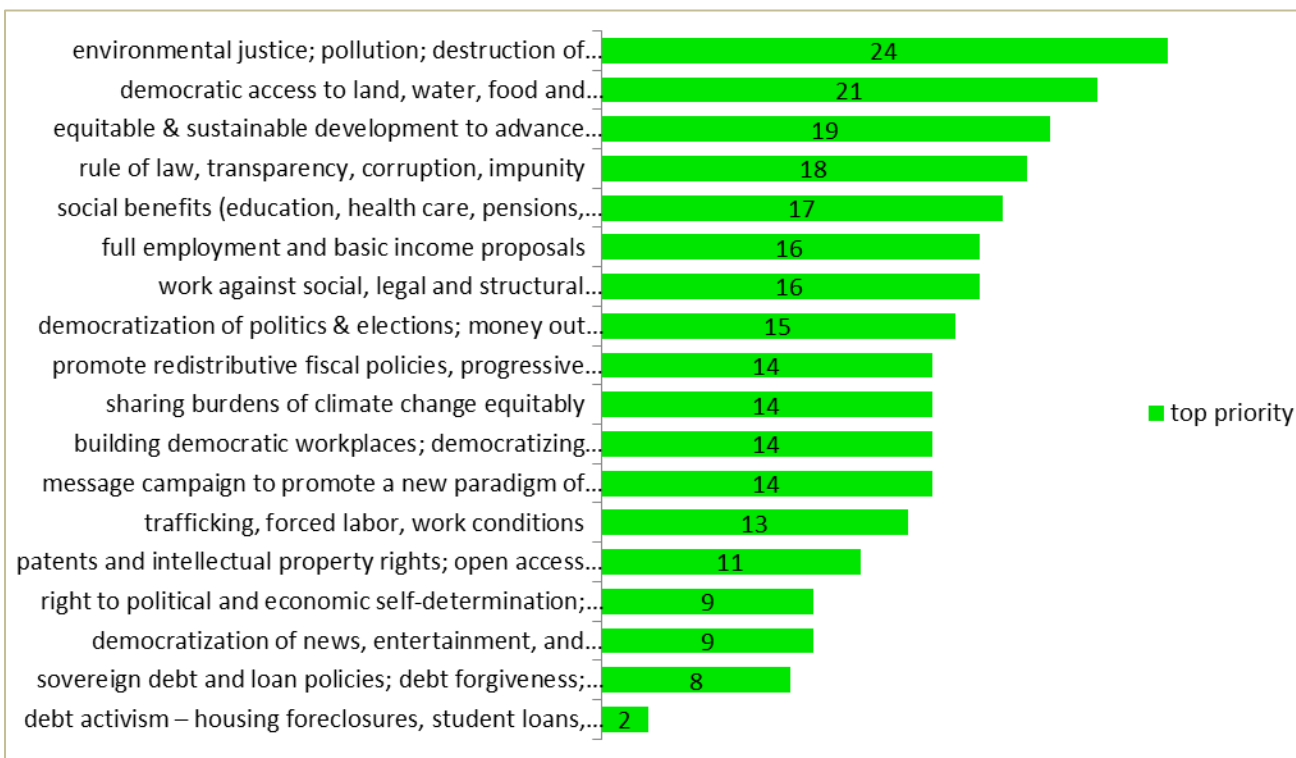 environmental justice; pollution; destruction of... 24
democratic access to land, water, food and... 21
equitable & sustainable development to advance... 19
rule of law, transparency, corruption, impunity 18
social benefits (education, health care, pensions,... 17
full employment and basic income proposals 16
work against social, legal and structural... 16
democratization of politics & elections; money out... 15
promote redistributive fiscal policies, progressive... 14
sharing burdens of climate change equitably 14
building democratic workplaces; democratizing... 14
message campaign to promote a new paradigm of... 14
trafficking, forced labor, work conditions 13
patents and intellectual property rights; open access... 11
right to political and economic self-determination;... 9
democratization of news, entertainment, and... 9
sovereign debt and loan policies; debt forgiveness;... 8
debt activism – housing foreclosures, student loans,... 2
top priority